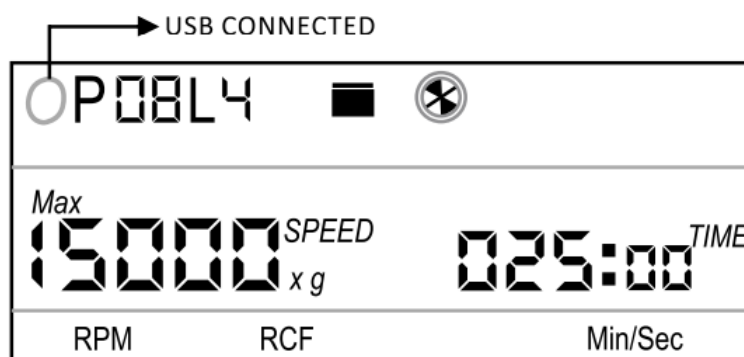 USB CONNECTED
P08L4
Max
15000 SPEED x g 025:00 TIME
RPM RCF Min/Sec